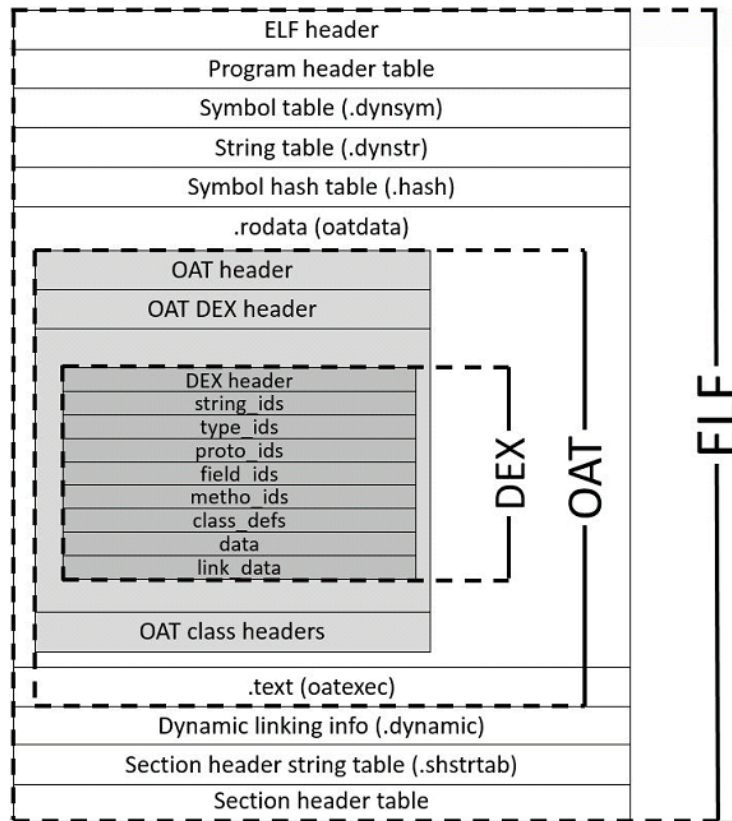 ELF header
Program header table
Symbol table (.dynsym)
String table (.dynstr)
Symbol hash table (.hash)
.rodata (oatdata)
OAT header
OAT DEX header
DEX header
string_ids
type_ids
proto_ids
field_ids
metho_ids
class_defs
data
link_data
OAT class headers
.text (oatexec)
Dynamic linking info (.dynamic)
Section header string table (.shstrtab)
Section header table
DEX
OAT
ELF